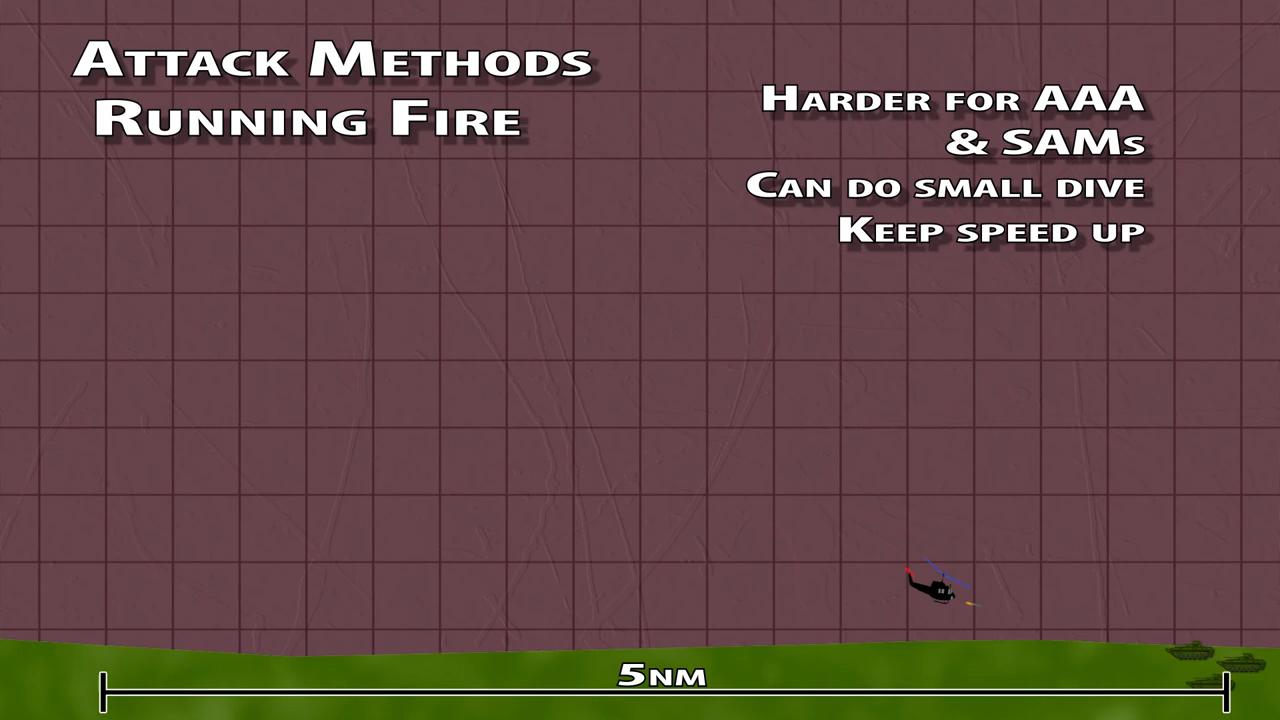 Attack Methods
Running Fire
Harder for AAA
& SAMs
Can do small dive
Keep speed up
5nm